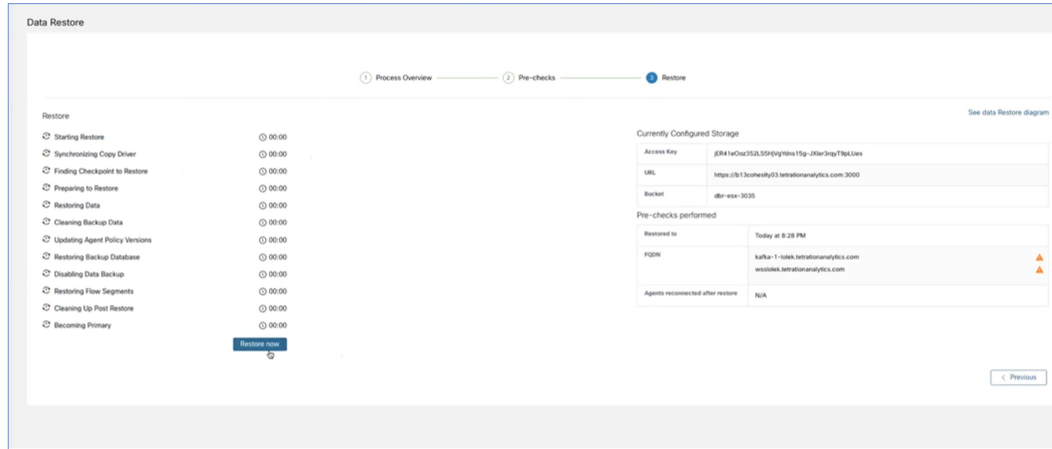 Data Restore
1 Process Overview 2 Pre-checks 3 Restore
See data Restore diagram
Restore
Starting Restore 00:00
Synchronizing Copy Driver 00:00
Finding Checkpoint to Restore 00:00
Preparing to Restore 00:00
Restoring Data 00:00
Cleaning Backup Data 00:00
Updating Agent Policy Versions 00:00
Restoring Backup Database 00:00
Disabling Data Backup 00:00
Restoring Flow Segments 00:00
Cleaning Up Post Restore 00:00
Becoming Primary 00:00
Restore now
Currently Configured Storage
Access Key
URL https://b13cohesity03.tetrationanalytics.com:3000
Bucket dbr-esx-3035
Pre-checks performed
Restored to Today at 8:28 PM
FQDN kafka-1-lolek.tetrationanalytics.com
wsslolek.tetrationanalytics.com
Agents reconnected after restore N/A
< Previous